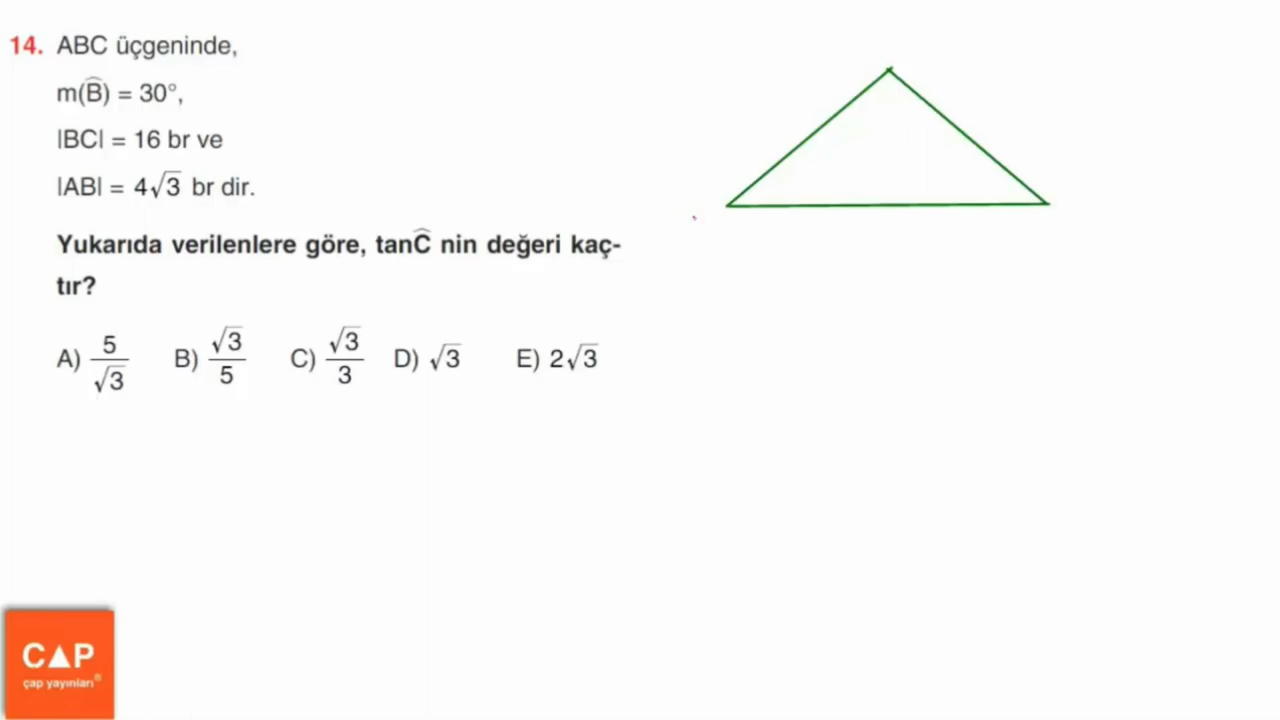 14. ABC üçgeninde,
m(B̂) = 30°,
|BC| = 16 br ve
|AB| = 4√3 br dir.
Yukarıda verilenlere göre, tanĈ nin değeri kaç-
tır?
A) 5/√3 B) √3/5 C) √3/3 D) √3 E) 2√3
CAP
çap yayınları®